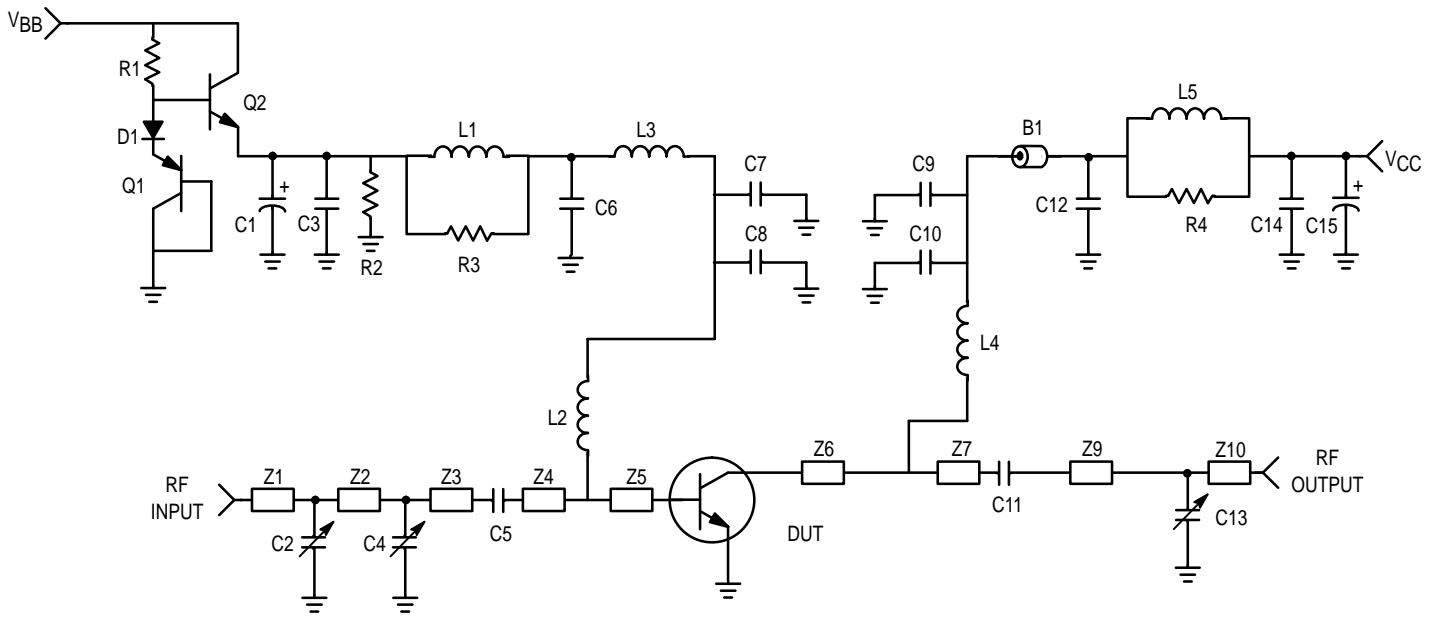 VBB
R1
Q2
D1
Q1
C1
+
C3
R2
L1
R3
C6
L3
C7
C8
C9
C10
B1
C12
L5
R4
C14
C15
+
VCC
L4
L2
RF
INPUT
Z1
Z2
Z3
Z4
Z5
C2
C4
C5
DUT
Z6
Z7
C11
Z9
Z10
C13
RF
OUTPUT